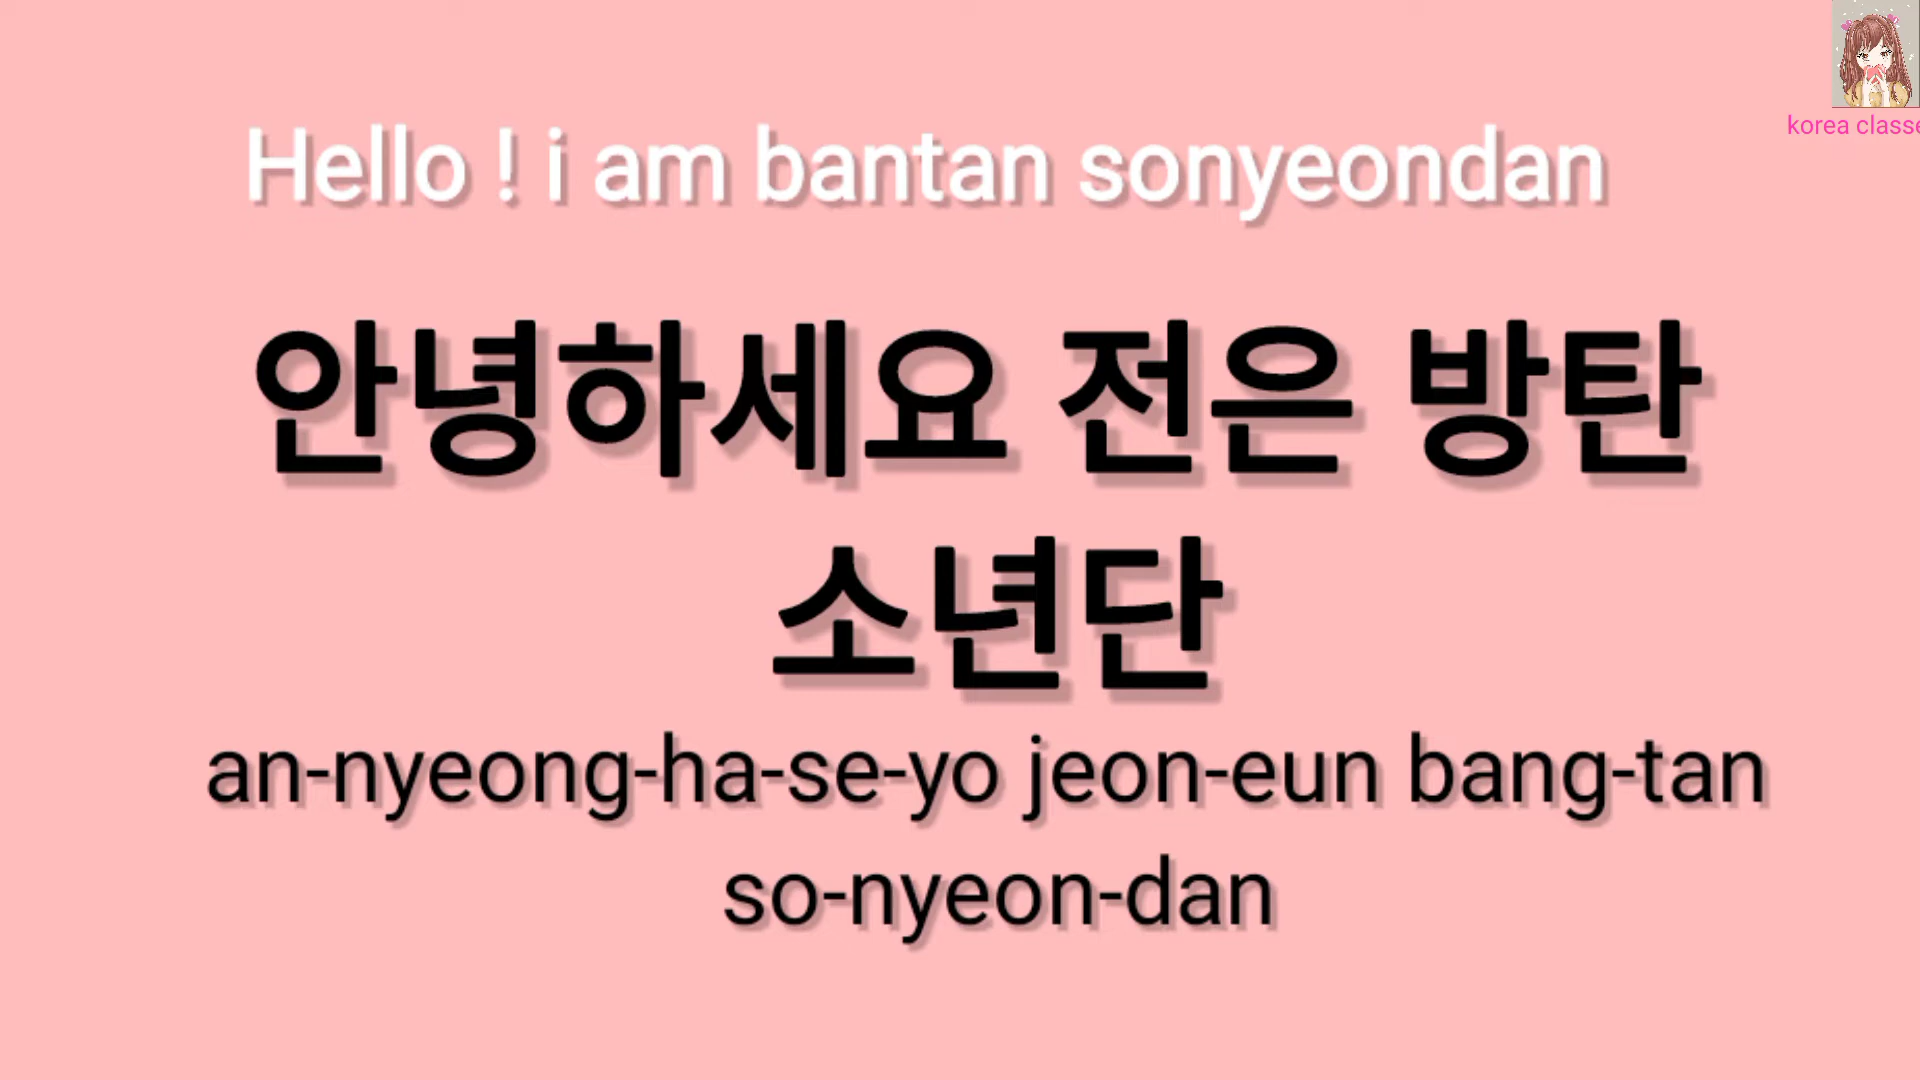 korea classe
Hello ! i am bantan sonyeondan
안녕하세요 전은 방탄
소년단
an-nyeong-ha-se-yo jeon-eun bang-tan
so-nyeon-dan